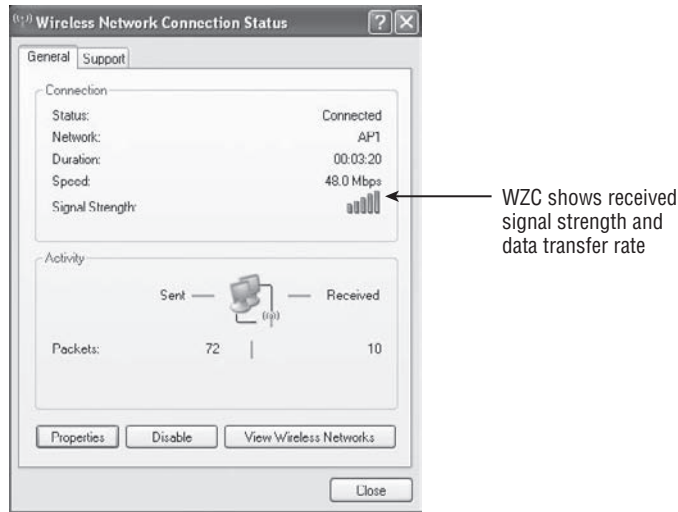 Wireless Network Connection Status
General Support
Connection
Status: Connected
Network: AP1
Duration: 00:03:20
Speed: 48.0 Mbps
Signal Strength:
WZC shows received
signal strength and
data transfer rate
Activity
Sent — — Received
Packets: 72 | 10
Properties Disable View Wireless Networks
Close